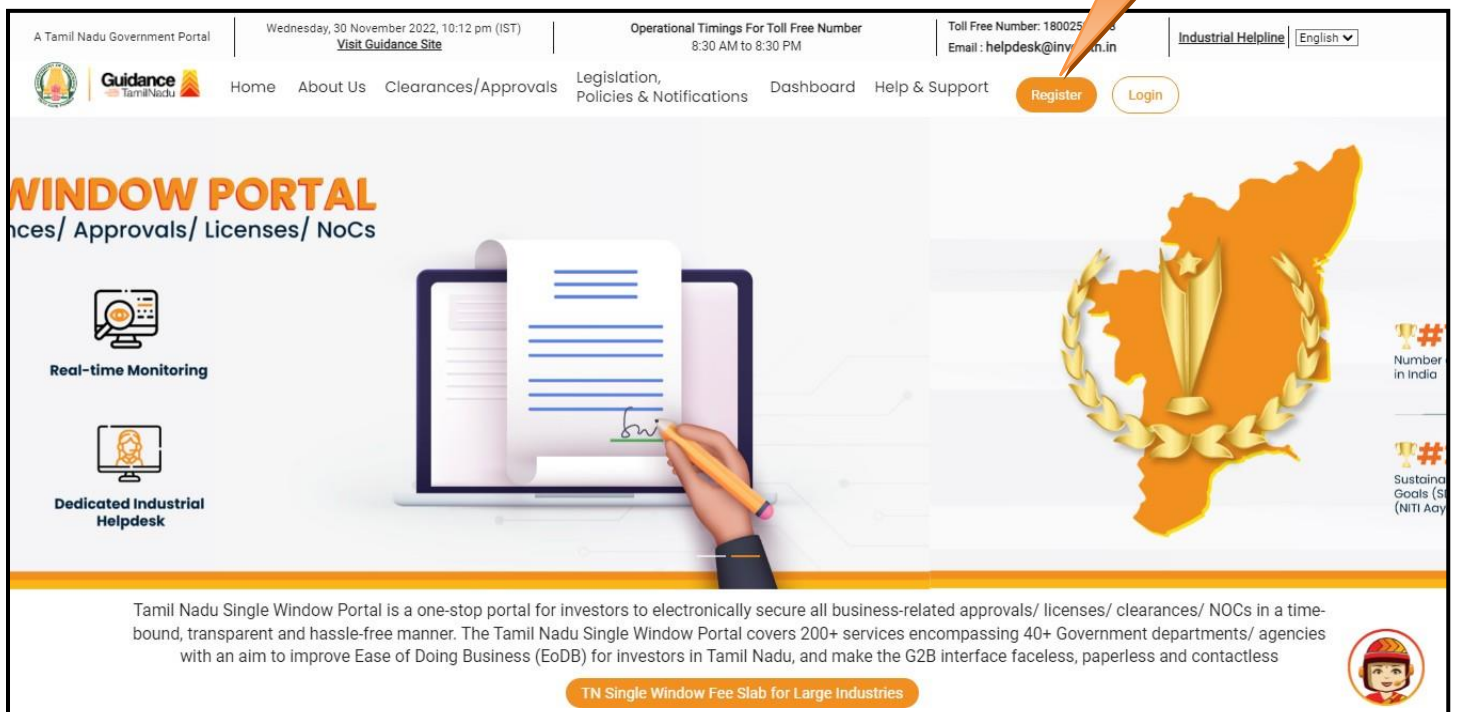 A Tamil Nadu Government Portal
Wednesday, 30 November 2022, 10:12 pm (IST)
Visit Guidance Site
Operational Timings For Toll Free Number
8:30 AM to 8:30 PM
Toll Free Number:
Email :
Industrial Helpline
English
Guidance
TamilNadu
Home
About Us
Clearances/Approvals
Legislation,
Policies & Notifications
Dashboard
Help & Support
Register
Login
WINDOW PORTAL
Approvals/ Licenses/ NoCs
Real-time Monitoring
Dedicated Industrial
Helpdesk
Number
in India
Goals
(NITI
Tamil Nadu Single Window Portal is a one-stop portal for investors to electronically secure all business-related approvals/ licenses/ clearances/ NOCs in a time-
bound, transparent and hassle-free manner. The Tamil Nadu Single Window Portal covers 200+ services encompassing 40+ Government departments/ agencies
with an aim to improve Ease of Doing Business (EoDB) for investors in Tamil Nadu, and make the G2B interface faceless, paperless and contactless
TN Single Window Fee Slab for Large Industries